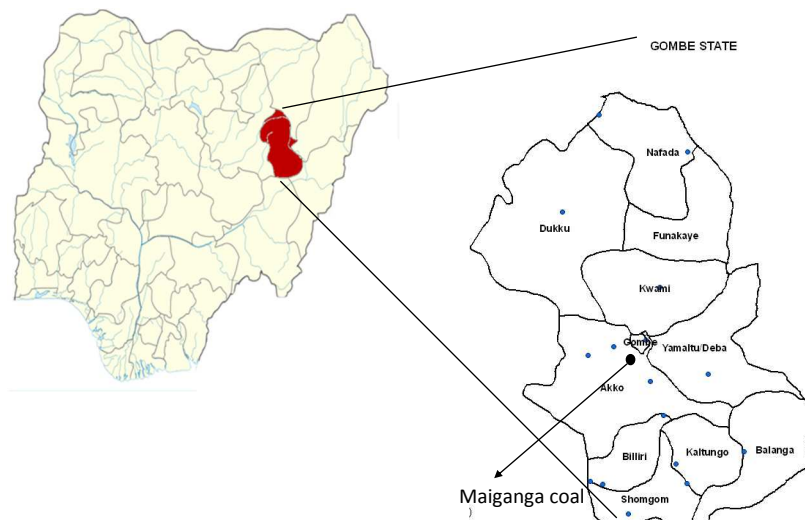 GOMBE STATE
Nafada
Dukku
Funakaye
Kwami
Gombe
Yamaltu/Deba
Akko
Billiri
Kaltungo
Balanga
Maiganga coal
Shomgom
)